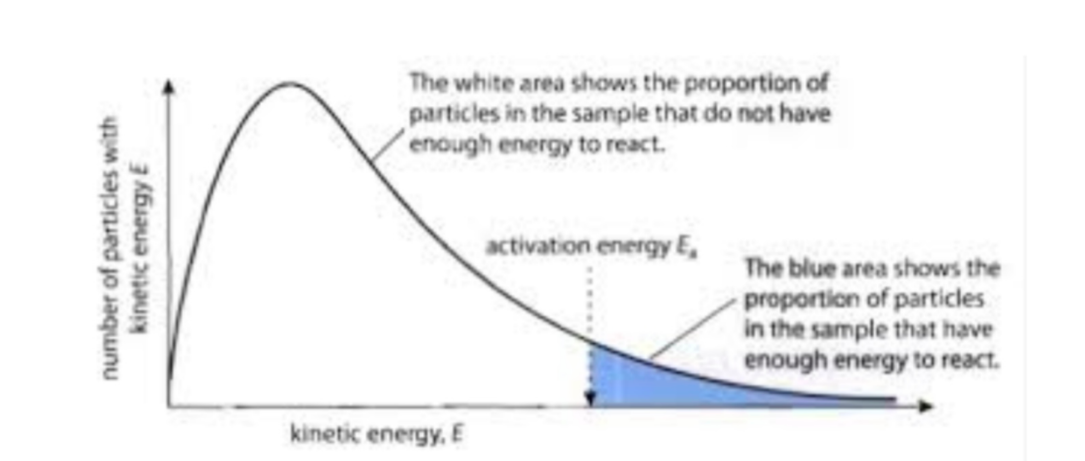 The white area shows the proportion of
particles in the sample that do not have
enough energy to react.
number of particles with
kinetic energy E
activation energy Eₐ
The blue area shows the
proportion of particles
in the sample that have
enough energy to react.
kinetic energy, E